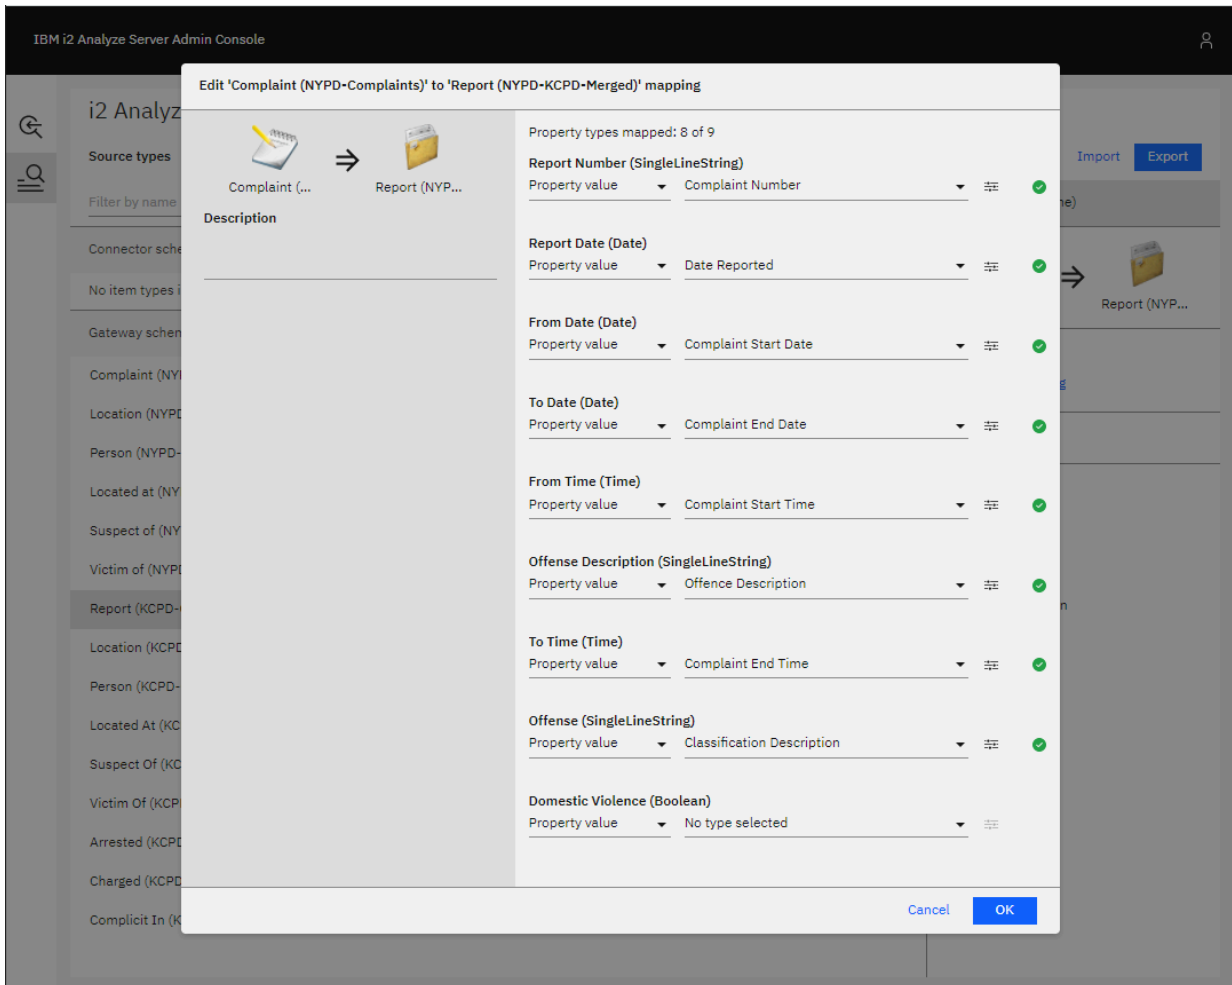 IBM i2 Analyze Server Admin Console
Edit 'Complaint (NYPD-Complaints)' to 'Report (NYPD-KCPD-Merged)' mapping
i2 Analyz
Source types
Filter by name
Connector sche
No item types i
Gateway schem
Complaint (NYI
Location (NYPD
Person (NYPD-
Located at (NY
Suspect of (NY
Victim of (NYPD
Report (KCPD-
Location (KCPD
Person (KCPD-
Located At (KC
Suspect Of (KC
Victim Of (KCPI
Arrested (KCPD
Charged (KCPD
Complicit In (K
Complaint (...
Report (NYP...
Description
Property types mapped: 8 of 9
Report Number (SingleLineString)
Property value Complaint Number
Report Date (Date)
Property value Date Reported
From Date (Date)
Property value Complaint Start Date
To Date (Date)
Property value Complaint End Date
From Time (Time)
Property value Complaint Start Time
Offense Description (SingleLineString)
Property value Offence Description
To Time (Time)
Property value Complaint End Time
Offense (SingleLineString)
Property value Classification Description
Domestic Violence (Boolean)
Property value No type selected
Cancel OK
Import Export
ne)
Report (NYP...
g
n